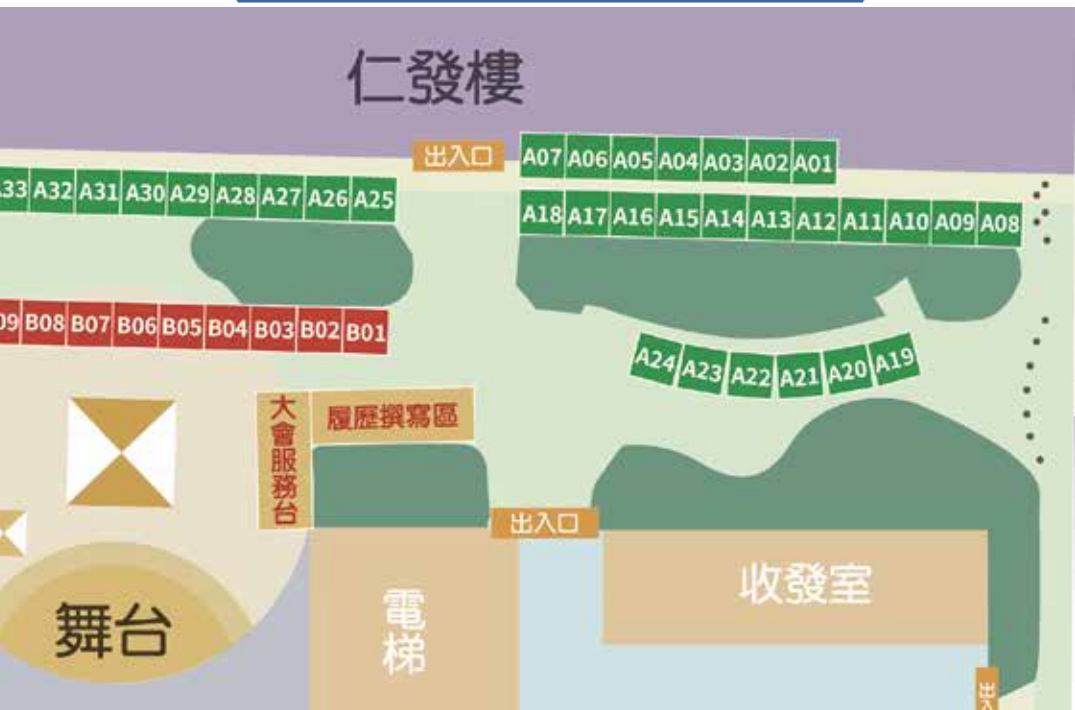 仁發樓
出入口
A07 A06 A05 A04 A03 A02 A01
A33 A32 A31 A30 A29 A28 A27 A26 A25
A18 A17 A16 A15 A14 A13 A12 A11 A10 A09 A08
B08 B07 B06 B05 B04 B03 B02 B01
A24 A23 A22 A21 A20 A19
大會服務台
履歷撰寫區
出入口
電梯
收發室
舞台
出入